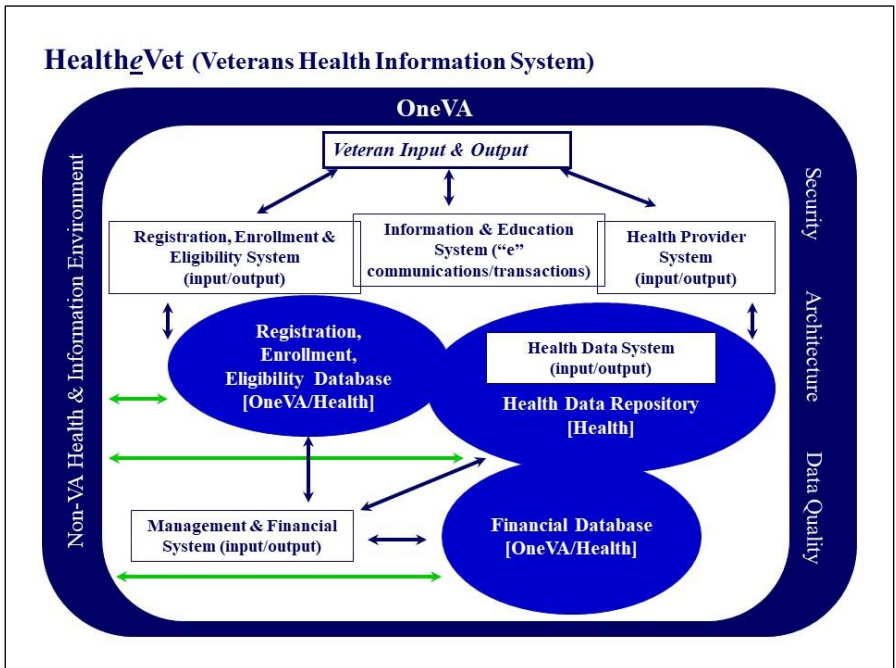 HealtheVet (Veterans Health Information System)
OneVA
Non-VA Health & Information Environment
Veteran Input & Output
Registration, Enrollment &
Eligibility System
(input/output)
Information & Education
System (“e”
communications/transactions)
Health Provider
System
(input/output)
Registration,
Enrollment,
Eligibility Database
[OneVA/Health]
Health Data System
(input/output)
Health Data Repository
[Health]
Management & Financial
System (input/output)
Financial Database
[OneVA/Health]
Security
Architecture
Data Quality